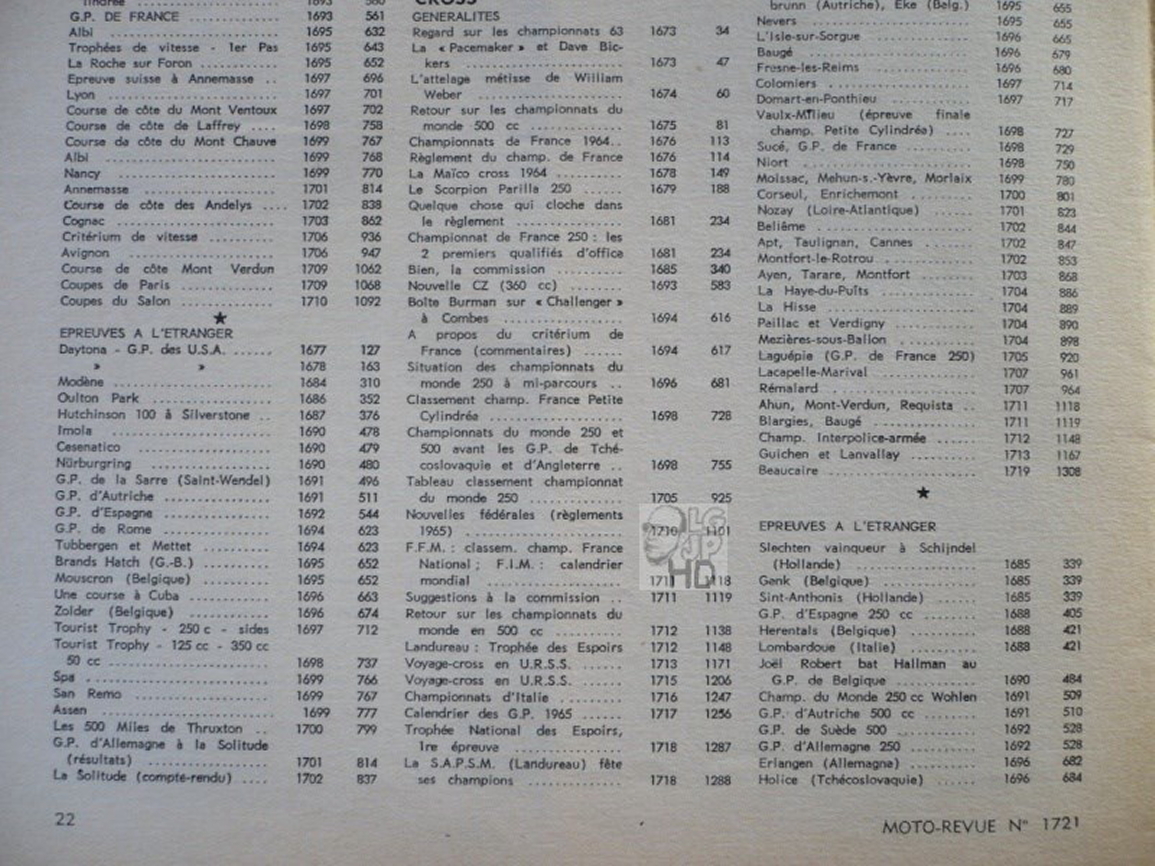 G.P. DE FRANCE .............. 1693 561
Albi ........................ 1695 632
Trophées de vitesse - 1er Pas 1695 643
La Roche sur Foron ........... 1695 652
Epreuve suisse à Annemasse .. 1697 696
Lyon ........................ 1697 701
Course de côte du Mont Ventoux 1697 702
Course de côte de Laffrey .... 1698 758
Course de côte du Mont Chauve 1699 767
Albi ........................ 1699 768
Nancy ....................... 1699 770
Annemasse ................... 1701 814
Course de côte des Andelys .... 1702 838
Cognac ...................... 1703 862
Critérium de vitesse .......... 1706 936
Avignon ..................... 1706 947
Course de côte Mont Verdun 1709 1062
Coupes de Paris .............. 1709 1068
Coupes du Salon .............. 1710 1092
★
EPREUVES A L'ETRANGER
Daytona - G.P. des U.S.A. ...... 1677 127
» » 1678 163
Modène ...................... 1684 310
Oulton Park .................. 1686 352
Hutchinson 100 à Silverstone .. 1687 376
Imola ....................... 1690 478
Cesenatico ................... 1690 479
Nürburgring .................. 1690 480
G.P. de la Sarre (Saint-Wendel) 1691 496
G.P. d'Autriche ............... 1691 511
G.P. d'Espagne ............... 1692 544
G.P. de Rome ................ 1694 623
Tubbergen et Mettet .......... 1694 623
Brands Hatch (G.-B.) .......... 1695 652
Mouscron (Belgique) .......... 1695 652
Une course à Cuba ............ 1696 663
Zolder (Belgique) ............. 1696 674
Tourist Trophy - 250 c - sides 1697 712
Tourist Trophy - 125 cc - 350 cc
50 cc ...................... 1698 737
Spa ......................... 1699 766
San Remo ................... 1699 767
Assen ....................... 1699 777
Les 500 Miles de Thruxton .. 1700 799
G.P. d'Allemagne à la Solitude
(résultats) .................. 1701 814
La Solitude (compte-rendu) .... 1702 837
22
CROSS
GENERALITES
Regard sur les championnats 63 1673 34
La « Pacemaker » et Dave Bic-
kers ...................... 1673 47
L'attelage métisse de William
Weber .................... 1674 60
Retour sur les championnats du
monde 500 cc ............. 1675 81
Championnats de France 1964.. 1676 113
Règlement du champ. de France 1676 114
La Maïco cross 1964 .......... 1678 149
Le Scorpion Parilla 250 ...... 1679 188
Quelque chose qui cloche dans
le règlement .............. 1681 234
Championnat de France 250 : les
2 premiers qualifiés d'office 1681 234
Bien, la commission .......... 1685 340
Nouvelle CZ (360 cc) .......... 1693 583
Boîte Burman sur « Challenger »
à Combes ................. 1694 616
A propos du critérium de
France (commentaires) ...... 1694 617
Situation des championnats du
monde 250 à mi-parcours .. 1696 681
Classement champ. France Petite
Cylindrée .................. 1698 728
Championnats du monde 250 et
500 avant les G.P. de Tché-
coslovaquie et d'Angleterre .. 1698 755
Tableau classement championnat
du monde 250 ............. 1705 925
Nouvelles fédérales (règlements
1965) ..................... 1710 1101
F.F.M. : classem. champ. France
National ; F.I.M. : calendrier
mondial ................... 1711 1118
Suggestions à la commission .. 1711 1119
Retour sur les championnats du
monde en 500 cc .......... 1712 1138
Landureau : Trophée des Espoirs 1712 1148
Voyage-cross en U.R.S.S. ...... 1713 1171
Voyage-cross en U.R.S.S. ...... 1715 1206
Championnats d'Italie .......... 1716 1247
Calendrier des G.P. 1965 ...... 1717 1256
Trophée National des Espoirs,
1re épreuve ............... 1718 1287
La S.A.P.S.M. (Landureau) fête
ses champions ............. 1718 1288
LG
JP
HD
brunn (Autriche), Eke (Belg.) 1695 655
Nevers ...................... 1695 655
L'Isle-sur-Sorgue .............. 1696 665
Baugé ....................... 1696 679
Fresne-les-Reims .............. 1696 680
Colomiers .................... 1697 714
Domart-en-Ponthieu .......... 1697 717
Vaulx-Milieu (épreuve finale
champ. Petite Cylindrée) .... 1698 727
Sucé, G.P. de France .......... 1698 729
Niort ........................ 1698 750
Moissac, Mehun-s.-Yèvre, Morlaix 1699 780
Corseul, Enrichemont .......... 1700 801
Nozay (Loire-Atlantique) ...... 1701 823
Bellême ...................... 1702 844
Apt, Taulignan, Cannes ........ 1702 847
Montfort-le-Rotrou ............ 1702 853
Ayen, Tarare, Montfort ........ 1703 868
La Haye-du-Puits .............. 1704 886
La Hisse ..................... 1704 889
Paillac et Verdigny ............ 1704 890
Mezières-sous-Ballon .......... 1704 898
Laguépie (G.P. de France 250) 1705 920
Lacapelle-Marival .............. 1707 961
Rémalard .................... 1707 964
Ahun, Mont-Verdun, Requista .. 1711 1118
Blargies, Baugé ............... 1711 1119
Champ. Interpolice-armée ...... 1712 1148
Guichen et Lanvallay .......... 1713 1167
Beaucaire .................... 1719 1308
★
EPREUVES A L'ETRANGER
Slechten vainqueur à Schijndel
(Hollande) ................. 1685 339
Genk (Belgique) .............. 1685 339
Sint-Anthonis (Hollande) ...... 1685 339
G.P. d'Espagne 250 cc ........ 1688 405
Herentals (Belgique) .......... 1688 421
Lombardoue (Italie) ............ 1688 421
Joël Robert bat Hallman au
G.P. de Belgique .......... 1690 484
Champ. du Monde 250 cc Wohlen 1691 509
G.P. d'Autriche 500 cc ........ 1691 510
G.P. de Suède 500 ............ 1692 528
G.P. d'Allemagne 250 .......... 1692 528
Erlangen (Allemagne) .......... 1696 682
Holice (Tchécoslovaquie) ...... 1696 684
MOTO-REVUE N° 1721